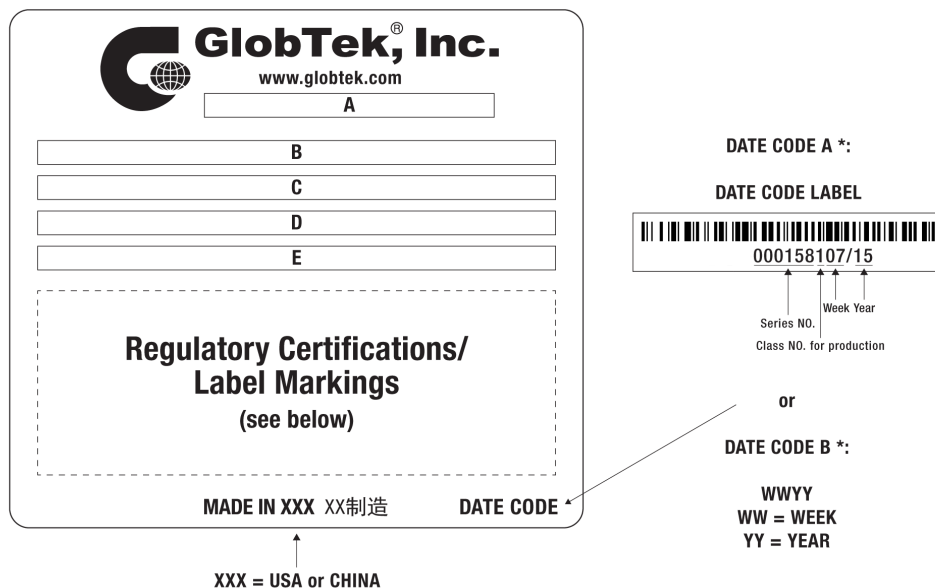 GlobTek,® Inc.
www.globtek.com
A
B
C
D
E
Regulatory Certifications/
Label Markings
(see below)
MADE IN XXX XX制造 DATE CODE
XXX = USA or CHINA
DATE CODE A *:
DATE CODE LABEL
000158107/15
Week Year
Series NO.
Class NO. for production
or
DATE CODE B *:
WWYY
WW = WEEK
YY = YEAR